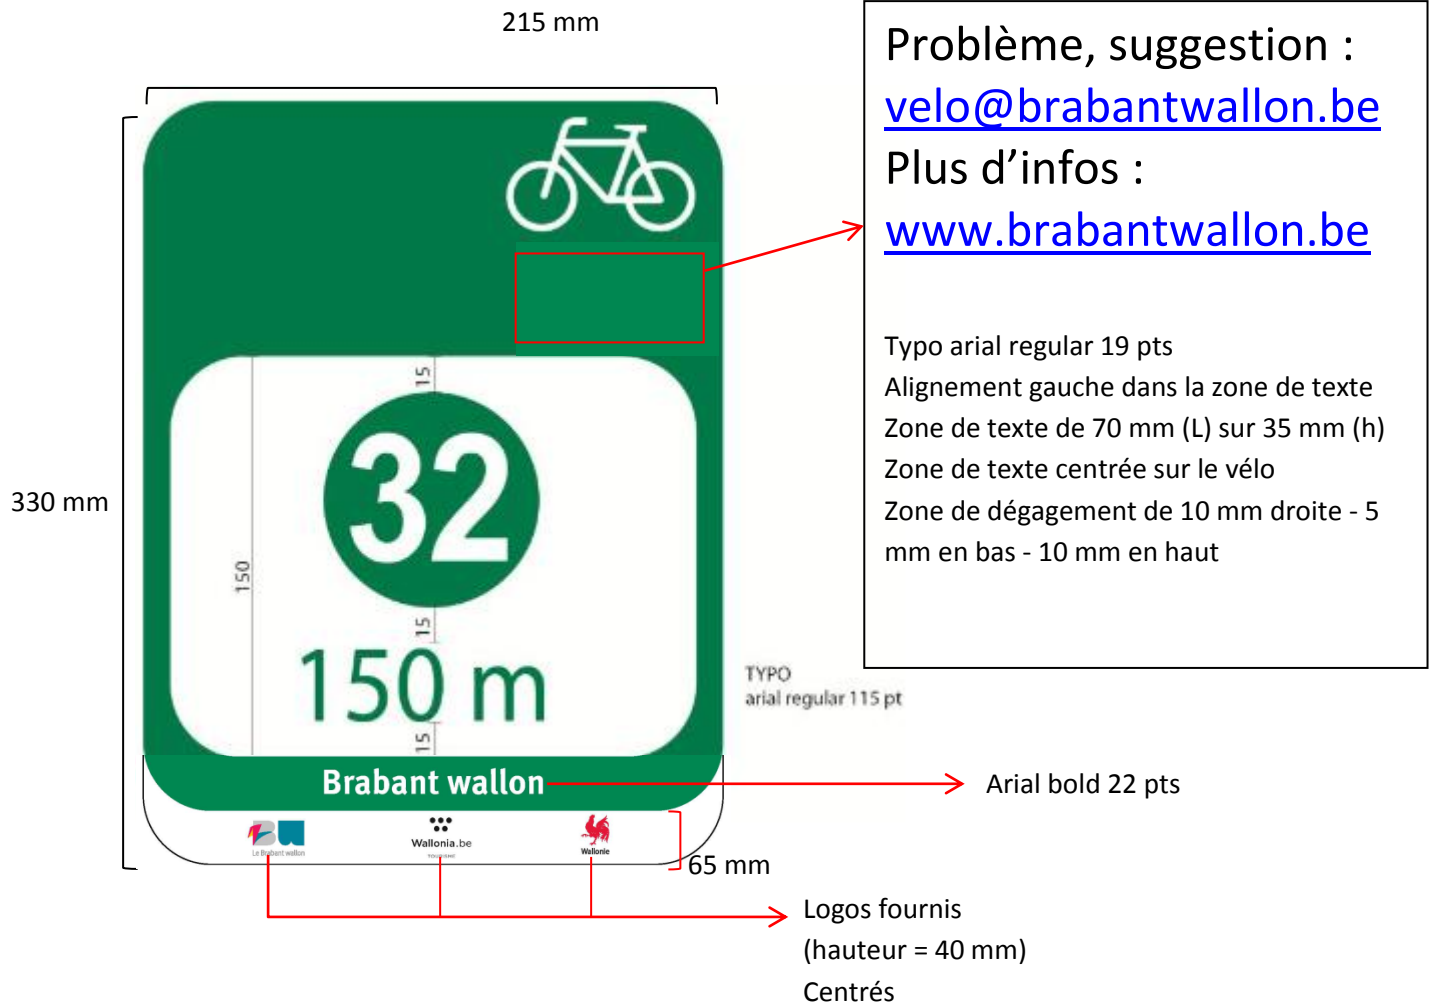 215 mm
Problème, suggestion :
velo@brabantwallon.be
Plus d’infos :
www.brabantwallon.be
Typo arial regular 19 pts
Alignement gauche dans la zone de texte
Zone de texte de 70 mm (L) sur 35 mm (h)
Zone de texte centrée sur le vélo
Zone de dégagement de 10 mm droite - 5
mm en bas - 10 mm en haut
330 mm
15
32
150
15
150 m
15
TYPO
arial regular 115 pt
Brabant wallon
Arial bold 22 pts
Le Brabant wallon
Wallonia.be
TOURISME
Wallonie
65 mm
Logos fournis
(hauteur = 40 mm)
Centrés